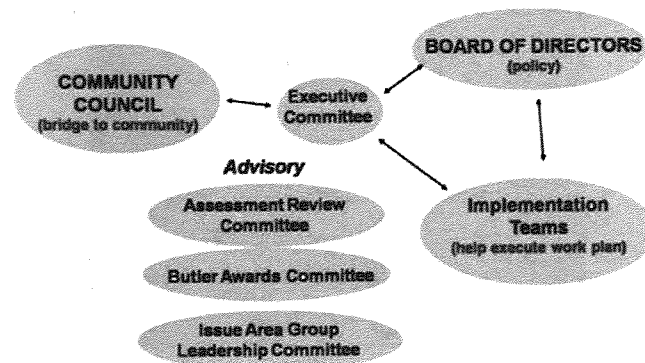 BOARD OF DIRECTORS
(policy)
COMMUNITY
COUNCIL
(bridge to community)
Executive
Committee
Advisory
Assessment Review
Committee
Implementation
Teams
(help execute work plan)
Butler Awards Committee
Issue Area Group
Leadership Committee